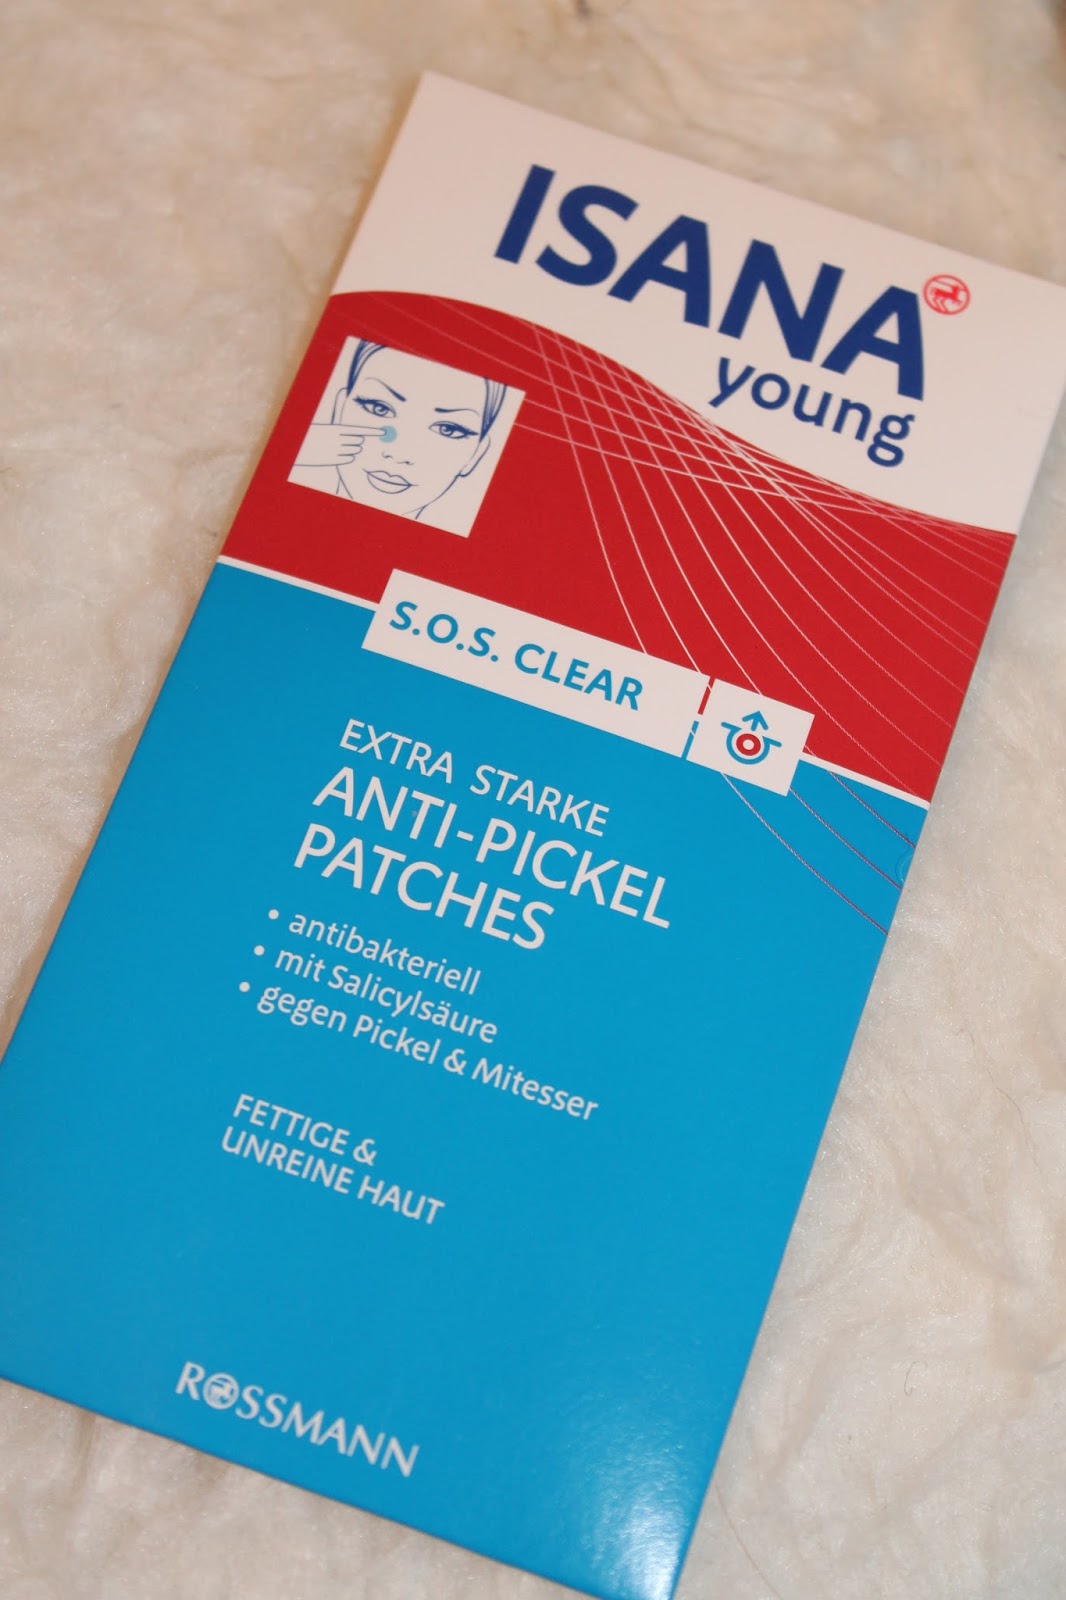 ISANA
young
S.O.S. CLEAR
EXTRA STARKE
ANTI-PICKEL
PATCHES
• antibakteriell
• mit Salicylsäure
• gegen Pickel & Mitesser
FETTIGE &
UNREINE HAUT
ROSSMANN